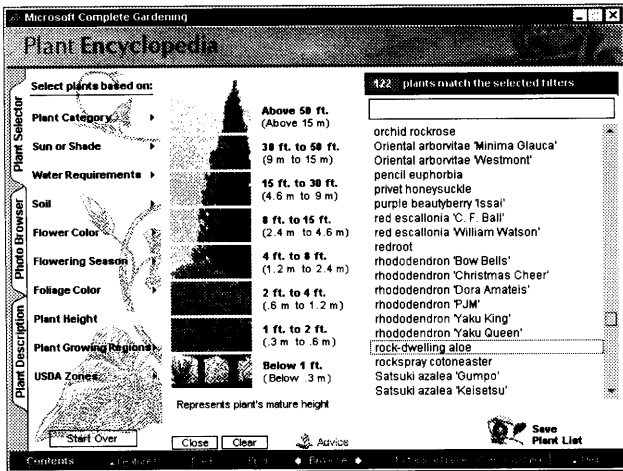 Microsoft Complete Gardening
Plant Encyclopedia
Plant Selector
Photo Browser
Plant Description
Select plants based on:
Plant Category
Sun or Shade
Water Requirements
Soil
Flower Color
Flowering Season
Foliage Color
Plant Height
Plant Growing Regions
USDA Zones
Start Over
Above 50 ft.
(Above 15 m)
30 ft. to 50 ft.
(9 m to 15 m)
15 ft. to 30 ft.
(4.6 m to 9 m)
8 ft. to 15 ft.
(2.4 m to 4.6 m)
4 ft. to 8 ft.
(1.2 m to 2.4 m)
2 ft. to 4 ft.
(.6 m to 1.2 m)
1 ft. to 2 ft.
(.3 m to .6 m)
Below 1 ft.
(Below .3 m)
Represents plant's mature height
Close Clear Advice
122 plants match the selected filters
orchid rockrose
Oriental arborvitae 'Minima Glauca'
Oriental arborvitae 'Westmont'
pencil euphorbia
privet honeysuckle
purple beautyberry 'Issai'
red escallonia 'C. F. Ball'
red escallonia 'William Watson'
redroot
rhododendron 'Bow Bells'
rhododendron 'Christmas Cheer'
rhododendron 'Dora Amateis'
rhododendron 'PJM'
rhododendron 'Yaku King'
rhododendron 'Yaku Queen'
rock-dwelling aloe
rockspray cotoneaster
Satsuki azalea 'Gumpo'
Satsuki azalea 'Keisetsu'
Save
Plant List
Contents